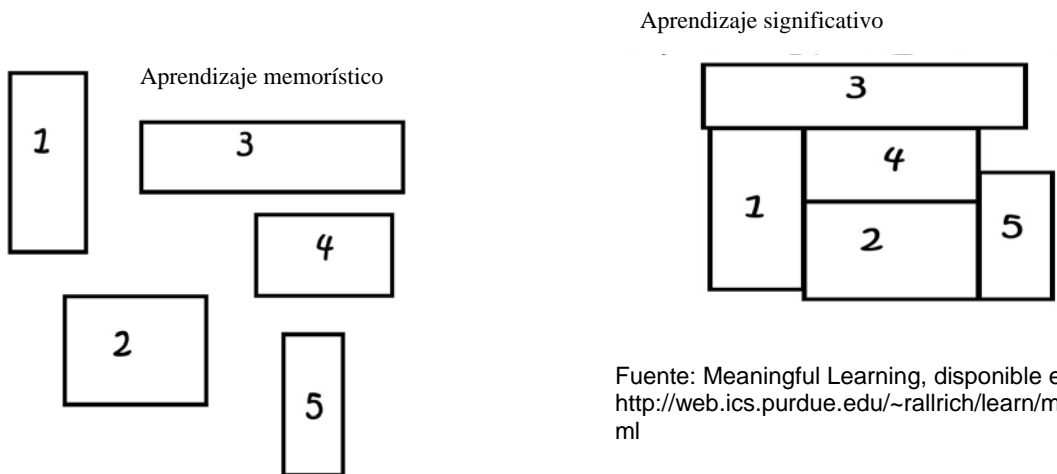 Aprendizaje significativo
Aprendizaje memorístico
1
3
4
2
5
3
4
1
2
5
Fuente: Meaningful Learning, disponible
http://web.ics.purdue.edu/~rallrich/learn/m
ml